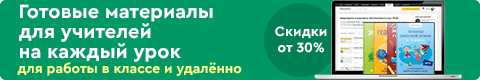 Готовые материалы
для учителей
на каждый урок
для работы в классе и удалённо
Скидки
от 30%